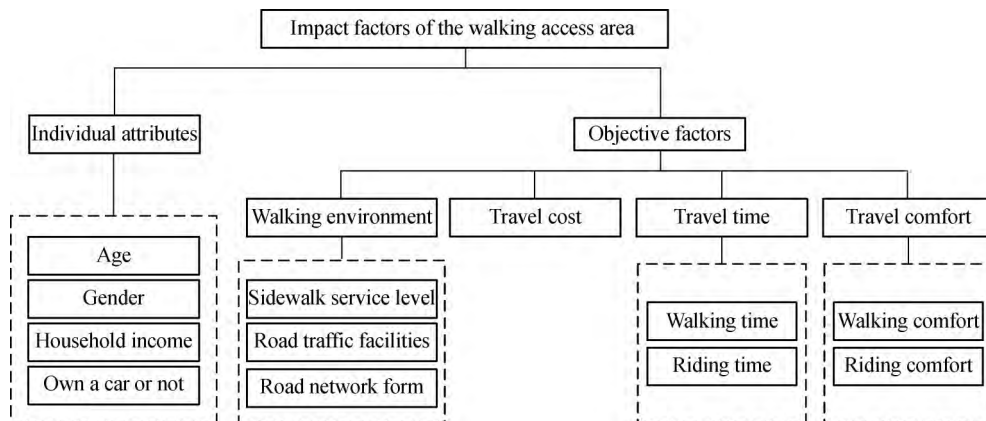 Impact factors of the walking access area
Individual attributes
Objective factors
Walking environment
Travel cost
Travel time
Travel comfort
Age
Gender
Household income
Own a car or not
Sidewalk service level
Road traffic facilities
Road network form
Walking time
Riding time
Walking comfort
Riding comfort